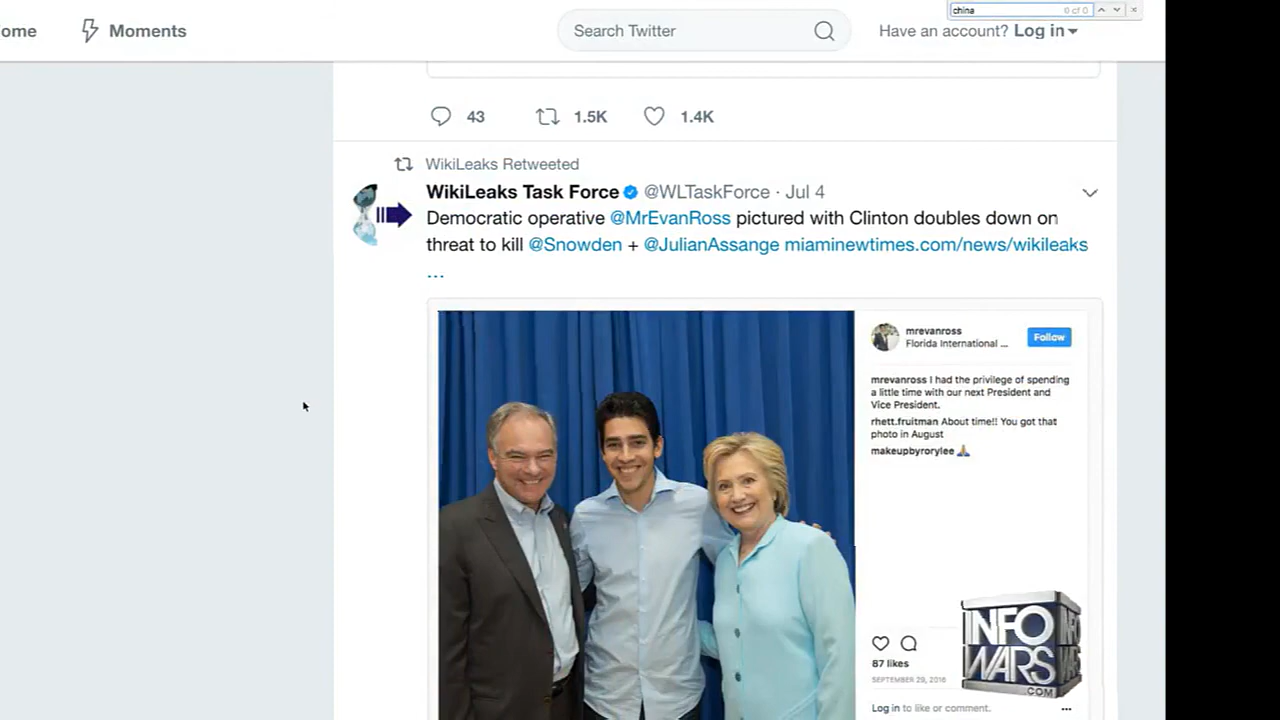 china
0 of 0
ome
Moments
Search Twitter
Have an account? Log in
43
1.5K
1.4K
WikiLeaks Retweeted
WikiLeaks Task Force @WLTaskForce · Jul 4
Democratic operative @MrEvanRoss pictured with Clinton doubles down on
threat to kill @Snowden + @JulianAssange miaminewtimes.com/news/wikileaks
…
mrevanross
Florida International ...
Follow
mrevanross I had the privilege of spending
a little time with our next President and
Vice President.
rhett.fruitman About time!! You got that
photo in August
makeupbyrorylee 🙏
87 likes
SEPTEMBER 29, 2016
Log in to like or comment.
...
INFO
WARS
.COM